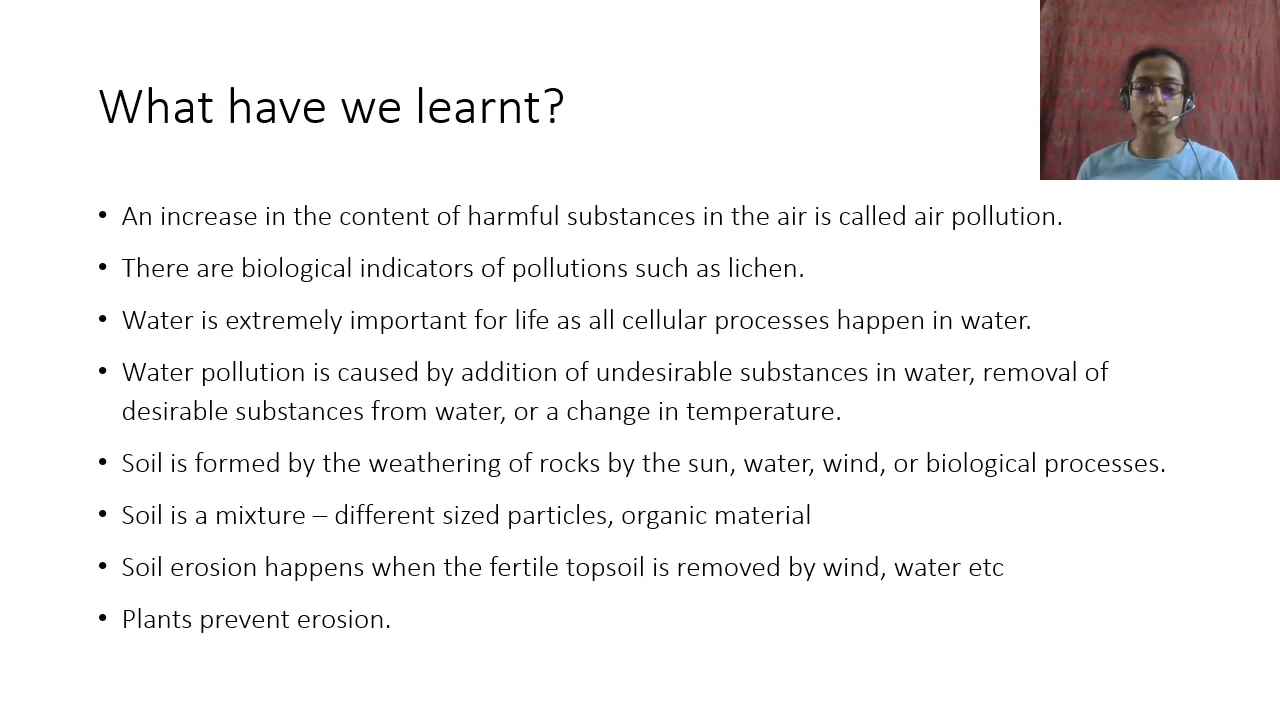 What have we learnt?
• An increase in the content of harmful substances in the air is called air pollution.
• There are biological indicators of pollutions such as lichen.
• Water is extremely important for life as all cellular processes happen in water.
• Water pollution is caused by addition of undesirable substances in water, removal of
desirable substances from water, or a change in temperature.
• Soil is formed by the weathering of rocks by the sun, water, wind, or biological processes.
• Soil is a mixture – different sized particles, organic material
• Soil erosion happens when the fertile topsoil is removed by wind, water etc
• Plants prevent erosion.